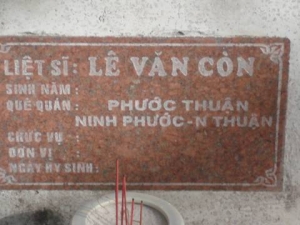 LIỆT SĨ: LÊ VĂN CÒN
SINH NĂM :
QUÊ QUÁN : PHƯỚC THUẬN
NINH PHƯỚC-N THUẬN
CHỨC VỤ :
ĐƠN VỊ :
NGÀY HY SINH: